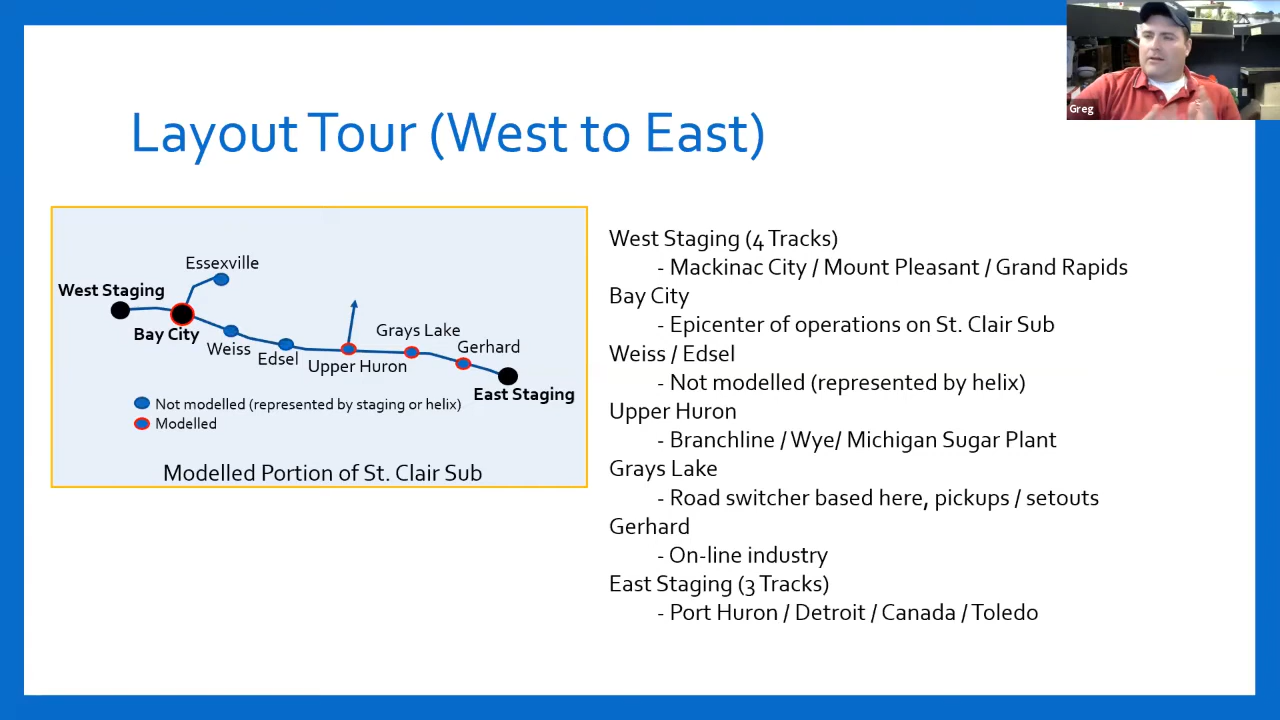 Greg
Layout Tour (West to East)
Essexville
West Staging
Bay City
Weiss
Edsel
Upper Huron
Grays Lake
Gerhard
East Staging
Not modelled (represented by staging or helix)
Modelled
Modelled Portion of St. Clair Sub
West Staging (4 Tracks)
- Mackinac City / Mount Pleasant / Grand Rapids
Bay City
- Epicenter of operations on St. Clair Sub
Weiss / Edsel
- Not modelled (represented by helix)
Upper Huron
- Branchline / Wye/ Michigan Sugar Plant
Grays Lake
- Road switcher based here, pickups / setouts
Gerhard
- On-line industry
East Staging (3 Tracks)
- Port Huron / Detroit / Canada / Toledo